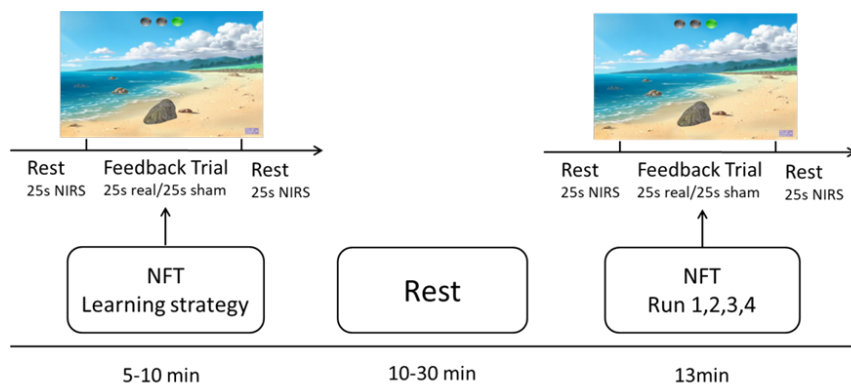 Rest
25s NIRS
Feedback Trial
25s real/25s sham
Rest
25s NIRS
Rest
25s NIRS
Feedback Trial
25s real/25s sham
Rest
25s NIRS
NFT
Learning strategy
Rest
NFT
Run 1,2,3,4
5-10 min
10-30 min
13min